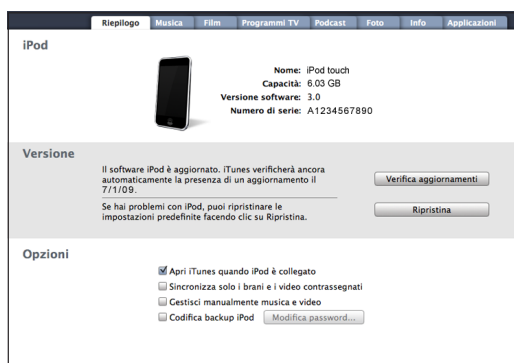 Riepilogo Musica Film Programmi TV Podcast Foto Info Applicazioni
iPod
Nome: iPod touch
Capacità: 6.03 GB
Versione software: 3.0
Numero di serie: A1234567890
Versione
Il software iPod è aggiornato. iTunes verificherà ancora
automaticamente la presenza di un aggiornamento il
7/1/09.
Verifica aggiornamenti
Se hai problemi con iPod, puoi ripristinare le
impostazioni predefinite facendo clic su Ripristina.
Ripristina
Opzioni
Apri iTunes quando iPod è collegato
Sincronizza solo i brani e i video contrassegnati
Gestisci manualmente musica e video
Codifica backup iPod Modifica password...